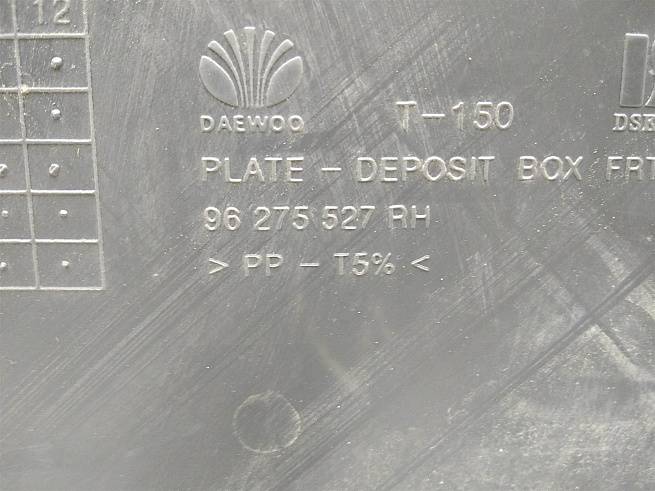 12
DAEWOO
T-150
PLATE - DEPOSIT BOX FRT
96 275 527 RH
> PP - T5% <